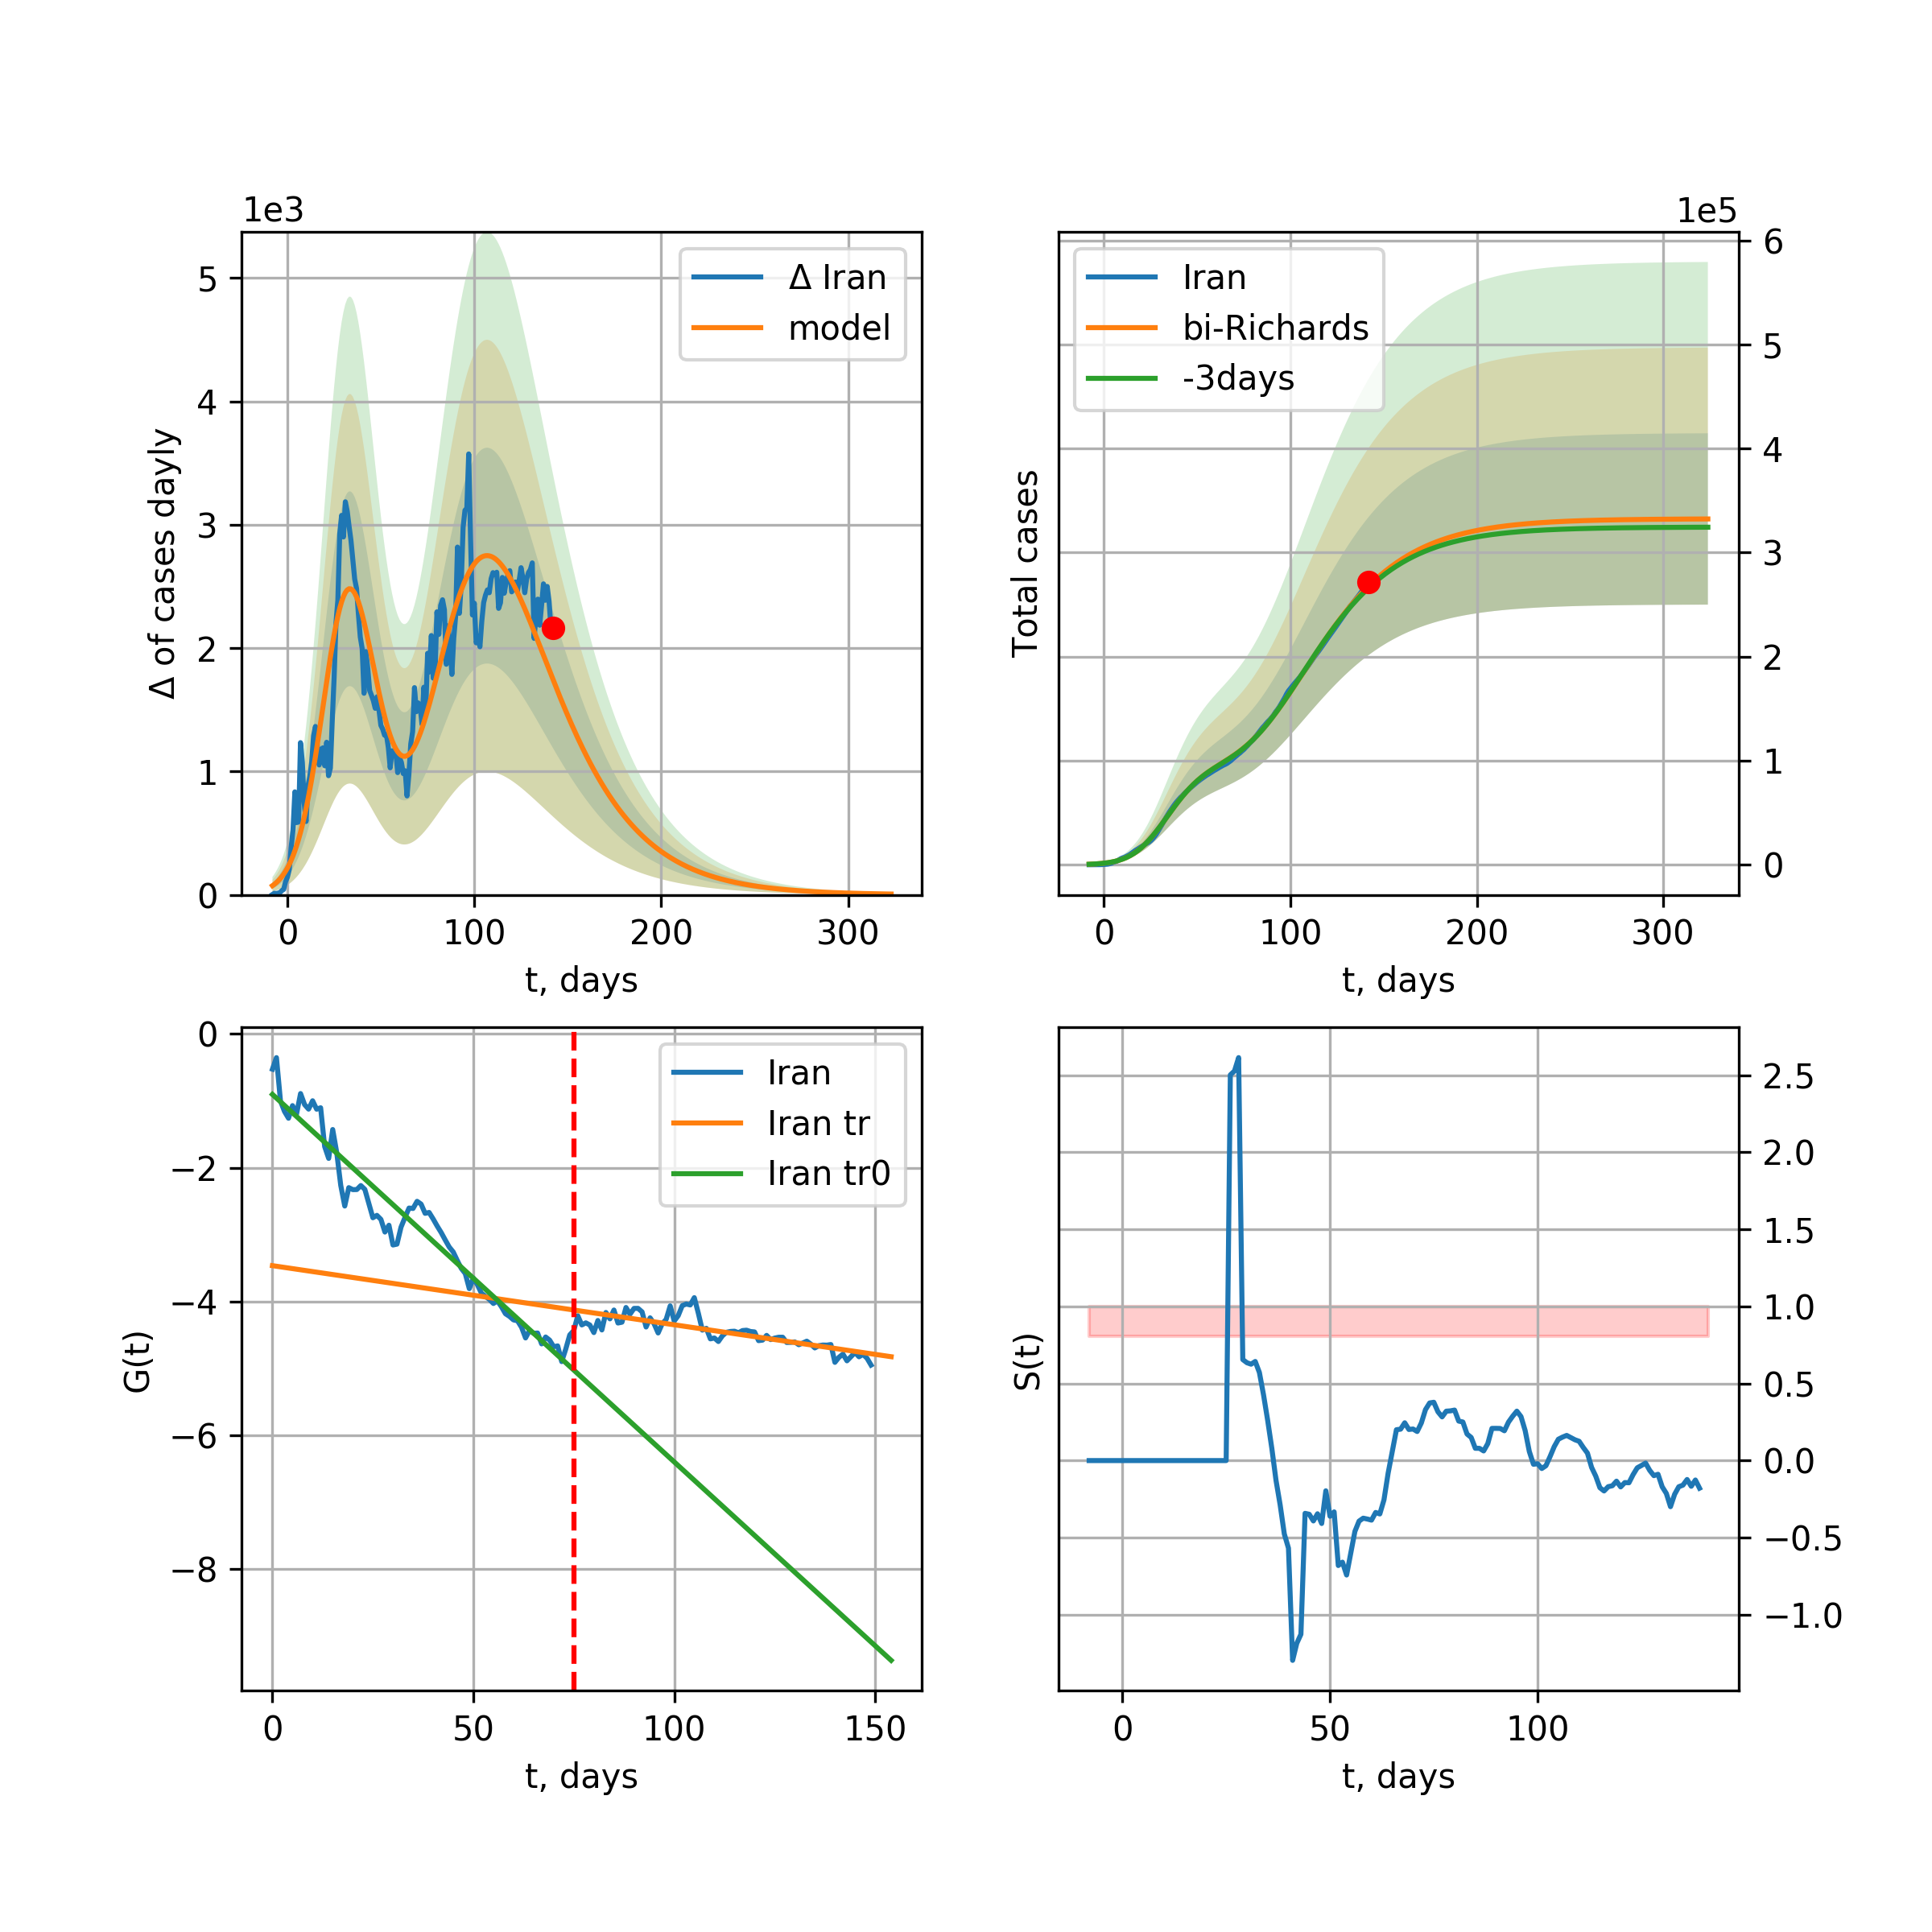 1e3
Δ of cases dayly
5
4
3
2
1
0
Δ Iran
model
0 100 200 300
t, days
1e5
Total cases
Iran
bi-Richards
-3days
6
5
4
3
2
1
0
0 100 200 300
t, days
G(t)
0
−2
−4
−6
−8
Iran
Iran tr
Iran tr0
0 50 100 150
t, days
S(t)
2.5
2.0
1.5
1.0
0.5
0.0
−0.5
−1.0
0 50 100
t, days